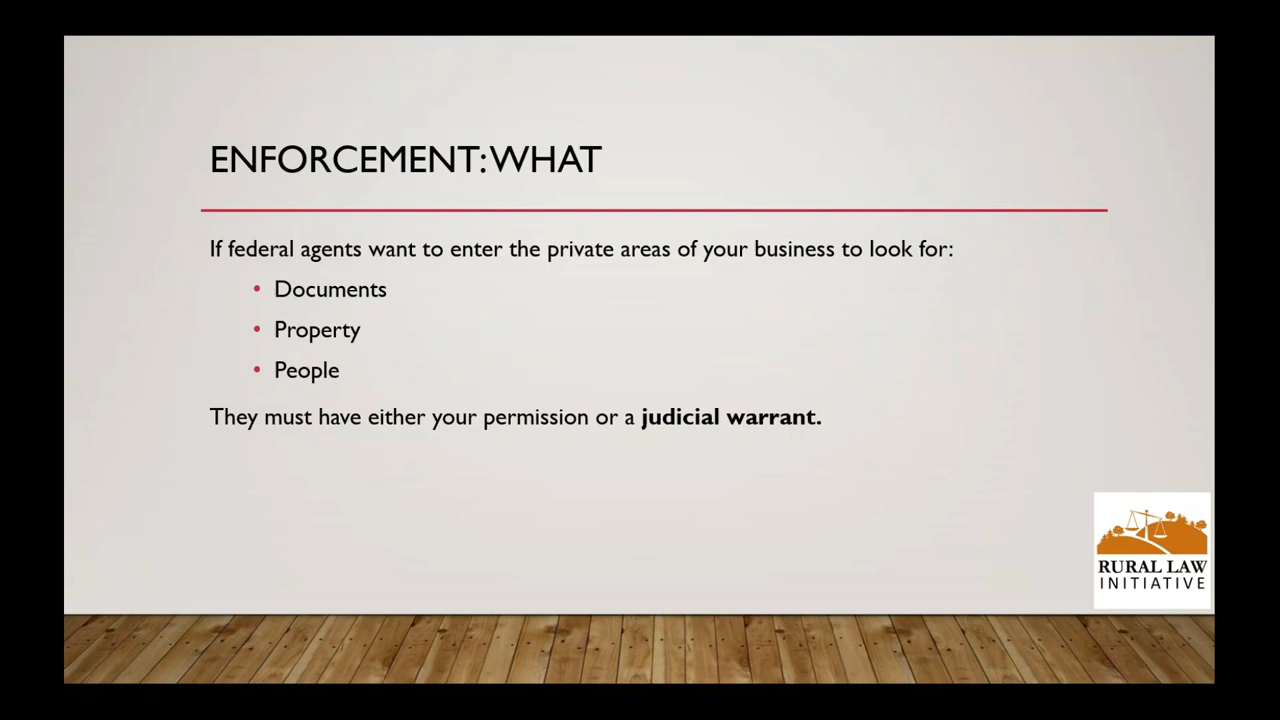 ENFORCEMENT: WHAT
If federal agents want to enter the private areas of your business to look for:
• Documents
• Property
• People
They must have either your permission or a judicial warrant.
RURAL LAW
INITIATIVE